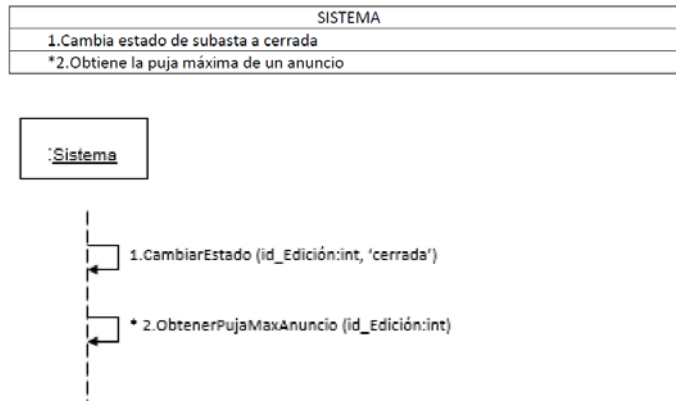 SISTEMA
1.Cambia estado de subasta a cerrada
*2.Obtiene la puja máxima de un anuncio
:Sistema
1.CambiarEstado (id_Edición:int, 'cerrada')
* 2.ObtenerPujaMaxAnuncio (id_Edición:int)